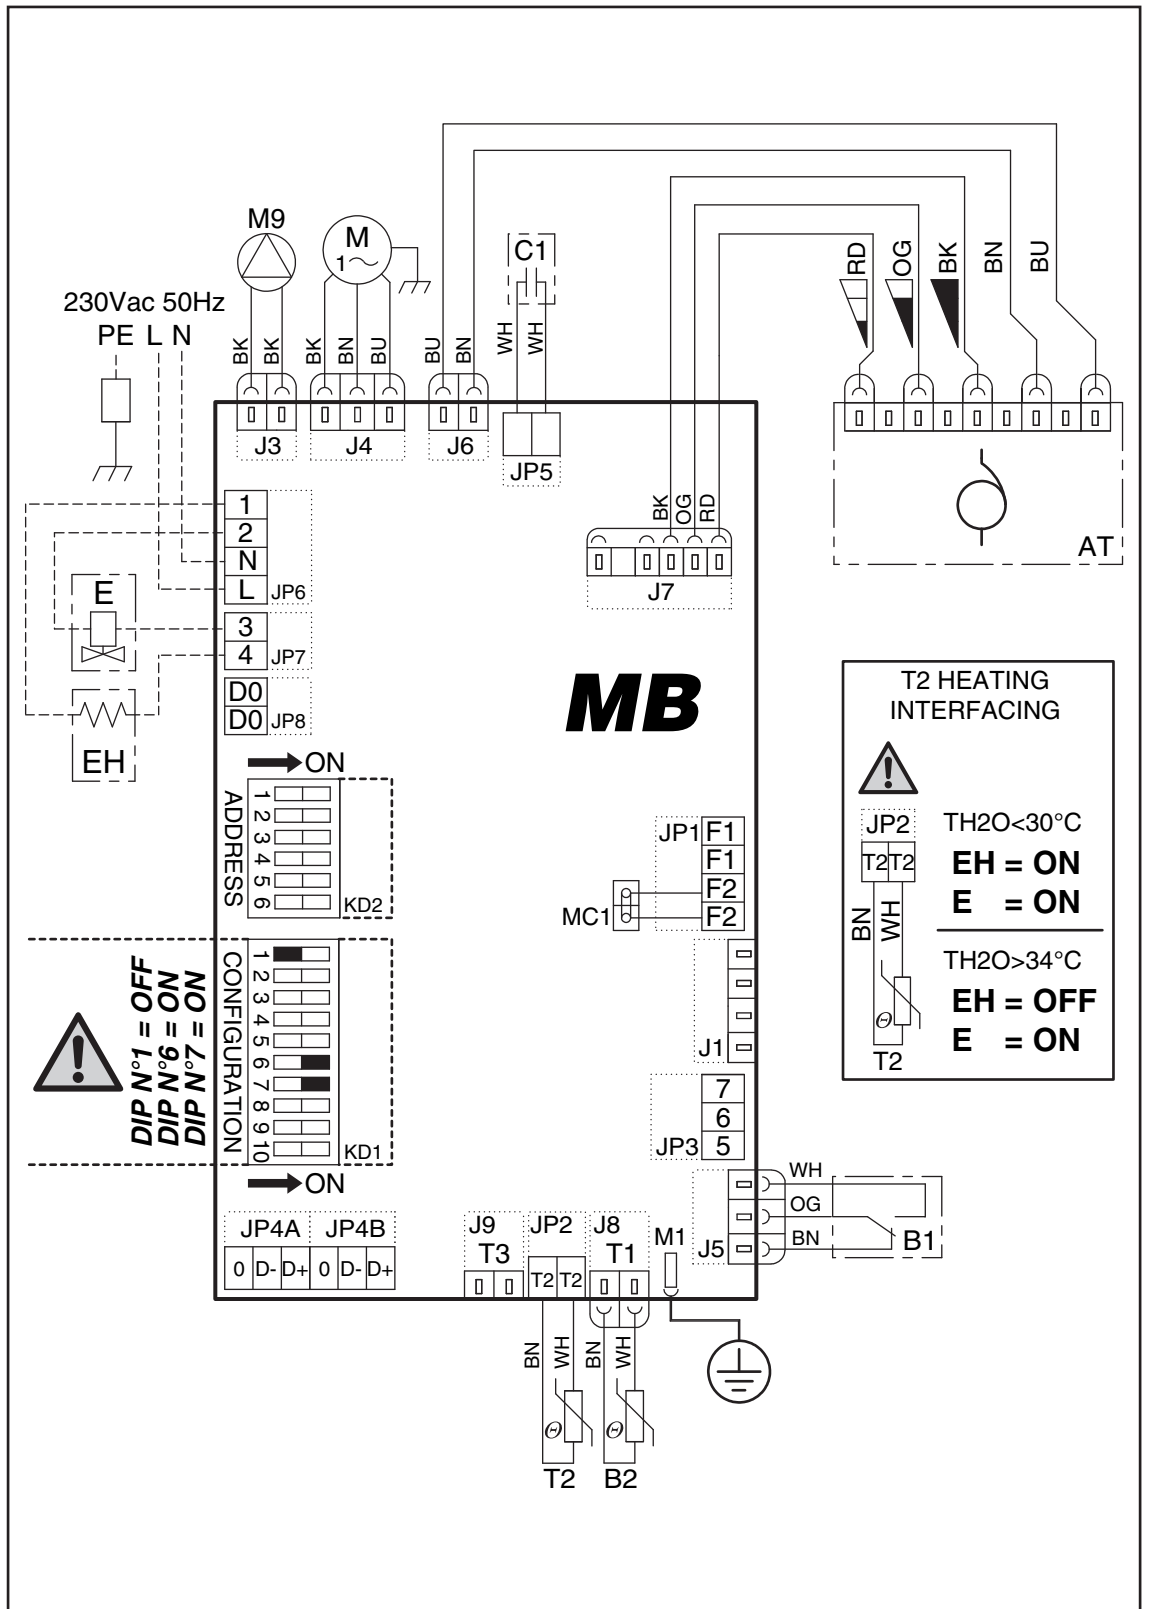 M9
M
1
C1
230Vac 50Hz
PE L N
BK
BK
BK
BN
BU
BU
BN
WH
WH
RD
OG
BK
BN
BU
J3
J4
J6
JP5
AT
BK
OG
RD
J7
1
2
N
L
JP6
E
3
4
JP7
D0
D0
JP8
EH
MB
T2 HEATING
INTERFACING
JP2
T2 T2
BN
WH
Θ
T2
TH2O<30°C
EH = ON
E = ON
TH2O>34°C
EH = OFF
E = ON
ON
ADDRESS
1
2
3
4
5
6
KD2
JP1
F1
F1
F2
F2
MC1
DIP N°1 = OFF
DIP N°6 = ON
DIP N°7 = ON
CONFIGURATION
1
2
3
4
5
6
7
8
9
10
KD1
ON
J1
7
6
5
JP3
WH
OG
BN
J5
B1
JP4A JP4B
0 D- D+ 0 D- D+
J9
T3
JP2
T2 T2
J8
T1
M1
BN
WH
BN
WH
Θ
Θ
T2
B2